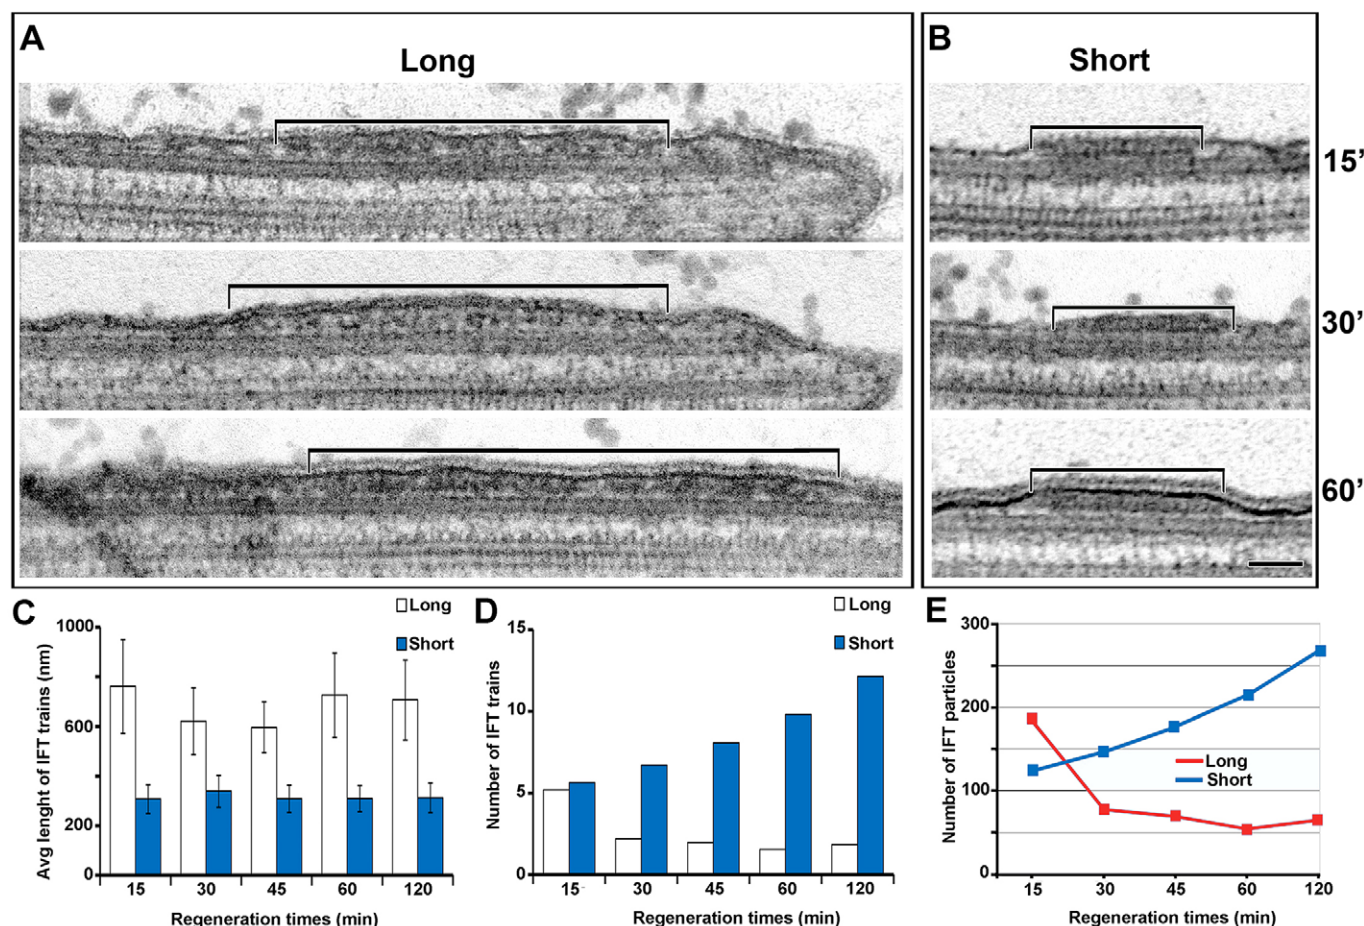 A
Long
B
Short
15’
30’
60’
C
Long
Short
Avg lenght of IFT trains (nm)
1000
600
200
0
15
30
45
60
120
Regeneration times (min)
D
Long
Short
Number of IFT trains
15
10
5
0
15
30
45
60
120
Regeneration times (min)
E
Number of IFT particles
300
200
100
0
Long
Short
15
30
45
60
120
Regeneration times (min)